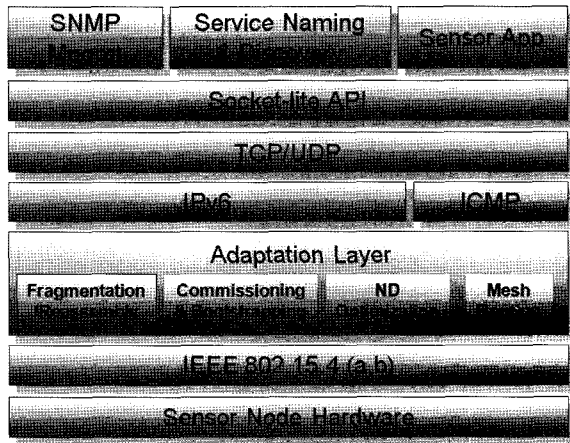 SNMP
Service Naming
Sensor App
Socket-lite API
TCP/UDP
IPv6
ICMP
Adaptation Layer
Fragmentation
Commissioning
ND
Mesh
IEEE 802.15.4 (a,b)
Sensor Node Hardware